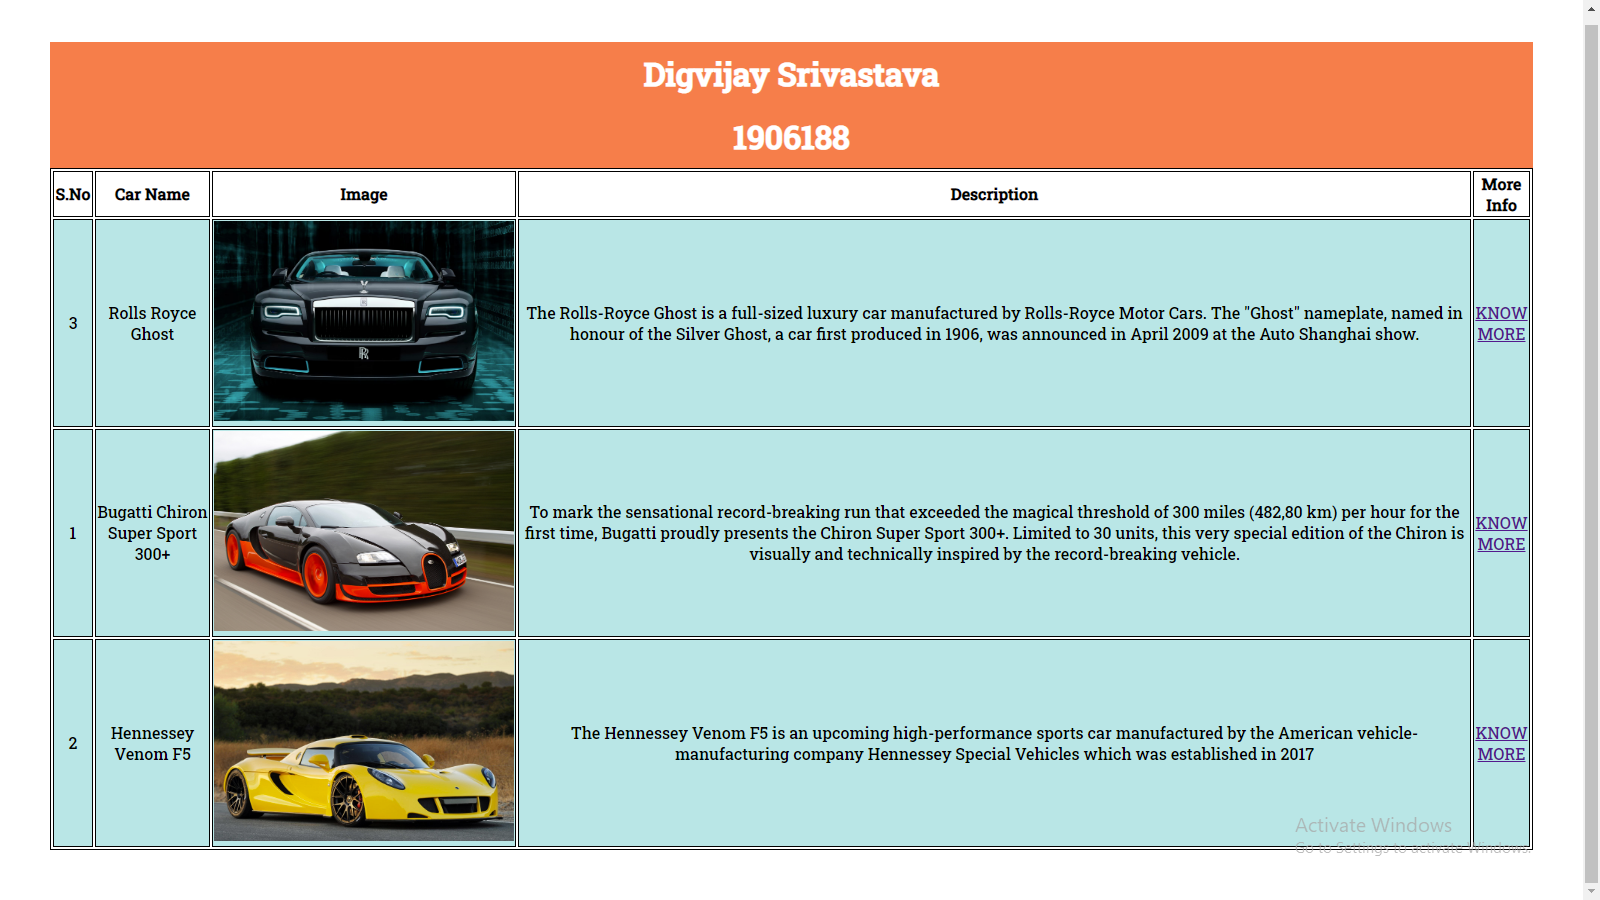 Digvijay Srivastava
1906188
S.No
Car Name
Image
Description
More
Info
3
Rolls Royce
Ghost
The Rolls-Royce Ghost is a full-sized luxury car manufactured by Rolls-Royce Motor Cars. The "Ghost" nameplate, named in
honour of the Silver Ghost, a car first produced in 1906, was announced in April 2009 at the Auto Shanghai show.
KNOW
MORE
1
Bugatti Chiron
Super Sport
300+
To mark the sensational record-breaking run that exceeded the magical threshold of 300 miles (482,80 km) per hour for the
first time, Bugatti proudly presents the Chiron Super Sport 300+. Limited to 30 units, this very special edition of the Chiron is
visually and technically inspired by the record-breaking vehicle.
KNOW
MORE
2
Hennessey
Venom F5
The Hennessey Venom F5 is an upcoming high-performance sports car manufactured by the American vehicle-
manufacturing company Hennessey Special Vehicles which was established in 2017
KNOW
MORE
Activate Windows
Go to Settings to activate Windows.